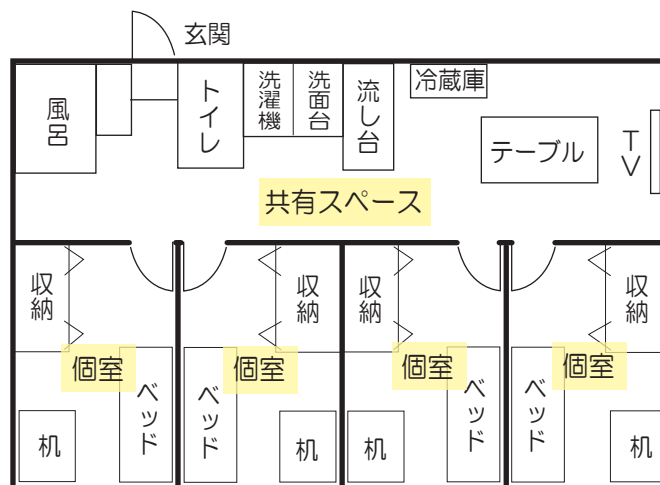 玄関
風呂
トイレ
洗濯機
洗面台
流し台
冷蔵庫
テーブル
TV
共有スペース
収納
収納
収納
収納
個室
個室
個室
個室
ベッド
ベッド
ベッド
ベッド
机
机
机
机